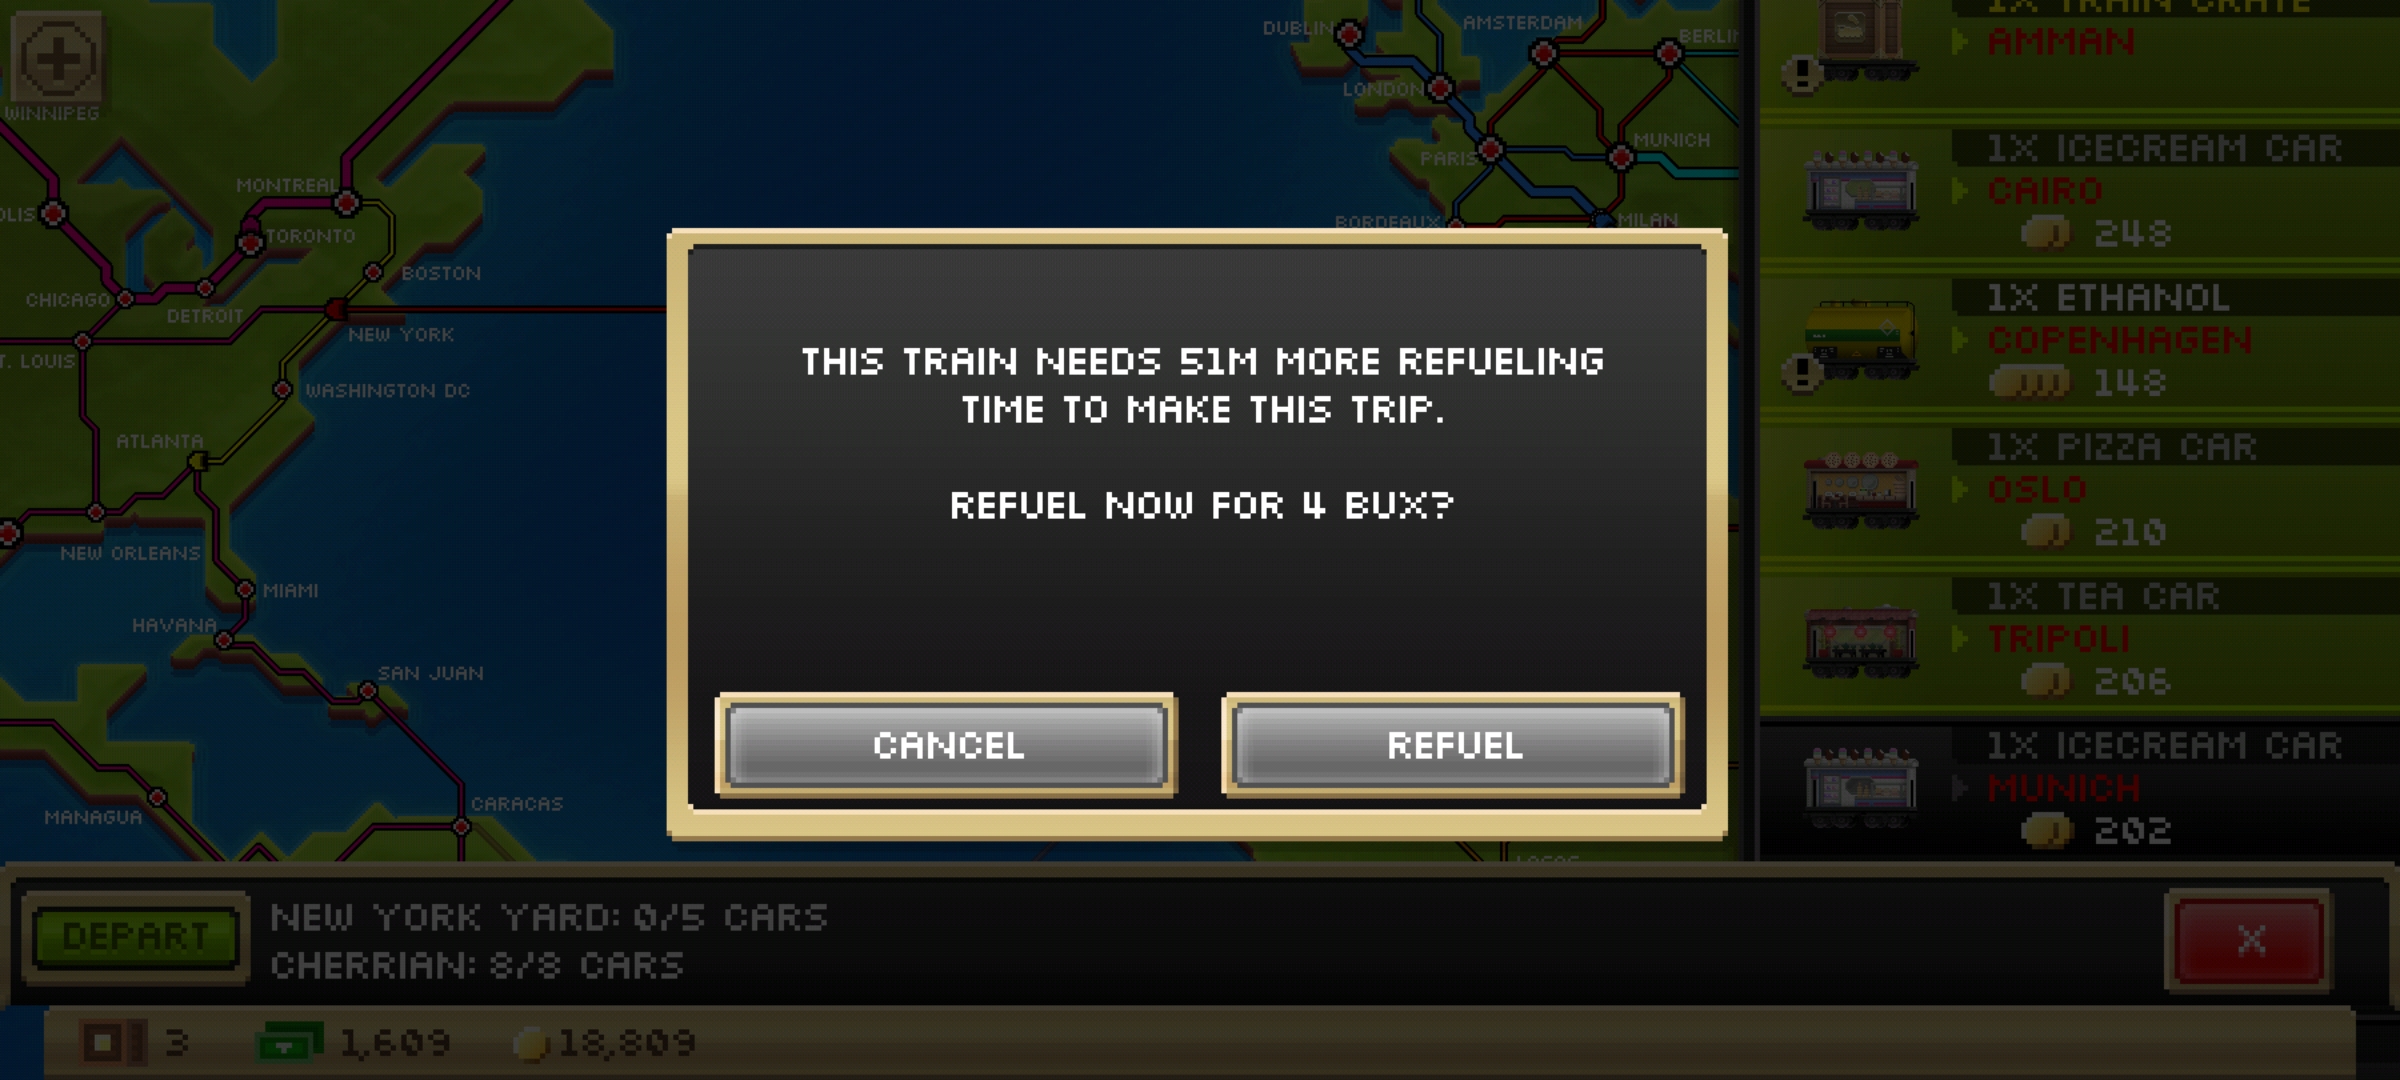 WINNIPEG
MONTREAL
TORONTO
BOSTON
CHICAGO
DETROIT
NEW YORK
WASHINGTON DC
ATLANTA
NEW ORLEANS
MIAMI
HAVANA
SAN JUAN
MANAGUA
CARACAS
DUBLIN
AMSTERDAM
LONDON
PARIS
MUNICH
BORDEAUX
MILAN
THIS TRAIN NEEDS 51M MORE REFUELING
TIME TO MAKE THIS TRIP.
REFUEL NOW FOR 4 BUX?
CANCEL
REFUEL
1X TRAIN CRATE
AMMAN
1X ICECREAM CAR
CAIRO
248
1X ETHANOL
COPENHAGEN
148
1X PIZZA CAR
OSLO
210
1X TEA CAR
TRIPOLI
206
1X ICECREAM CAR
MUNICH
202
DEPART
NEW YORK YARD: 0/5 CARS
CHERRIAN: 8/8 CARS
X
3
1,609
18,809